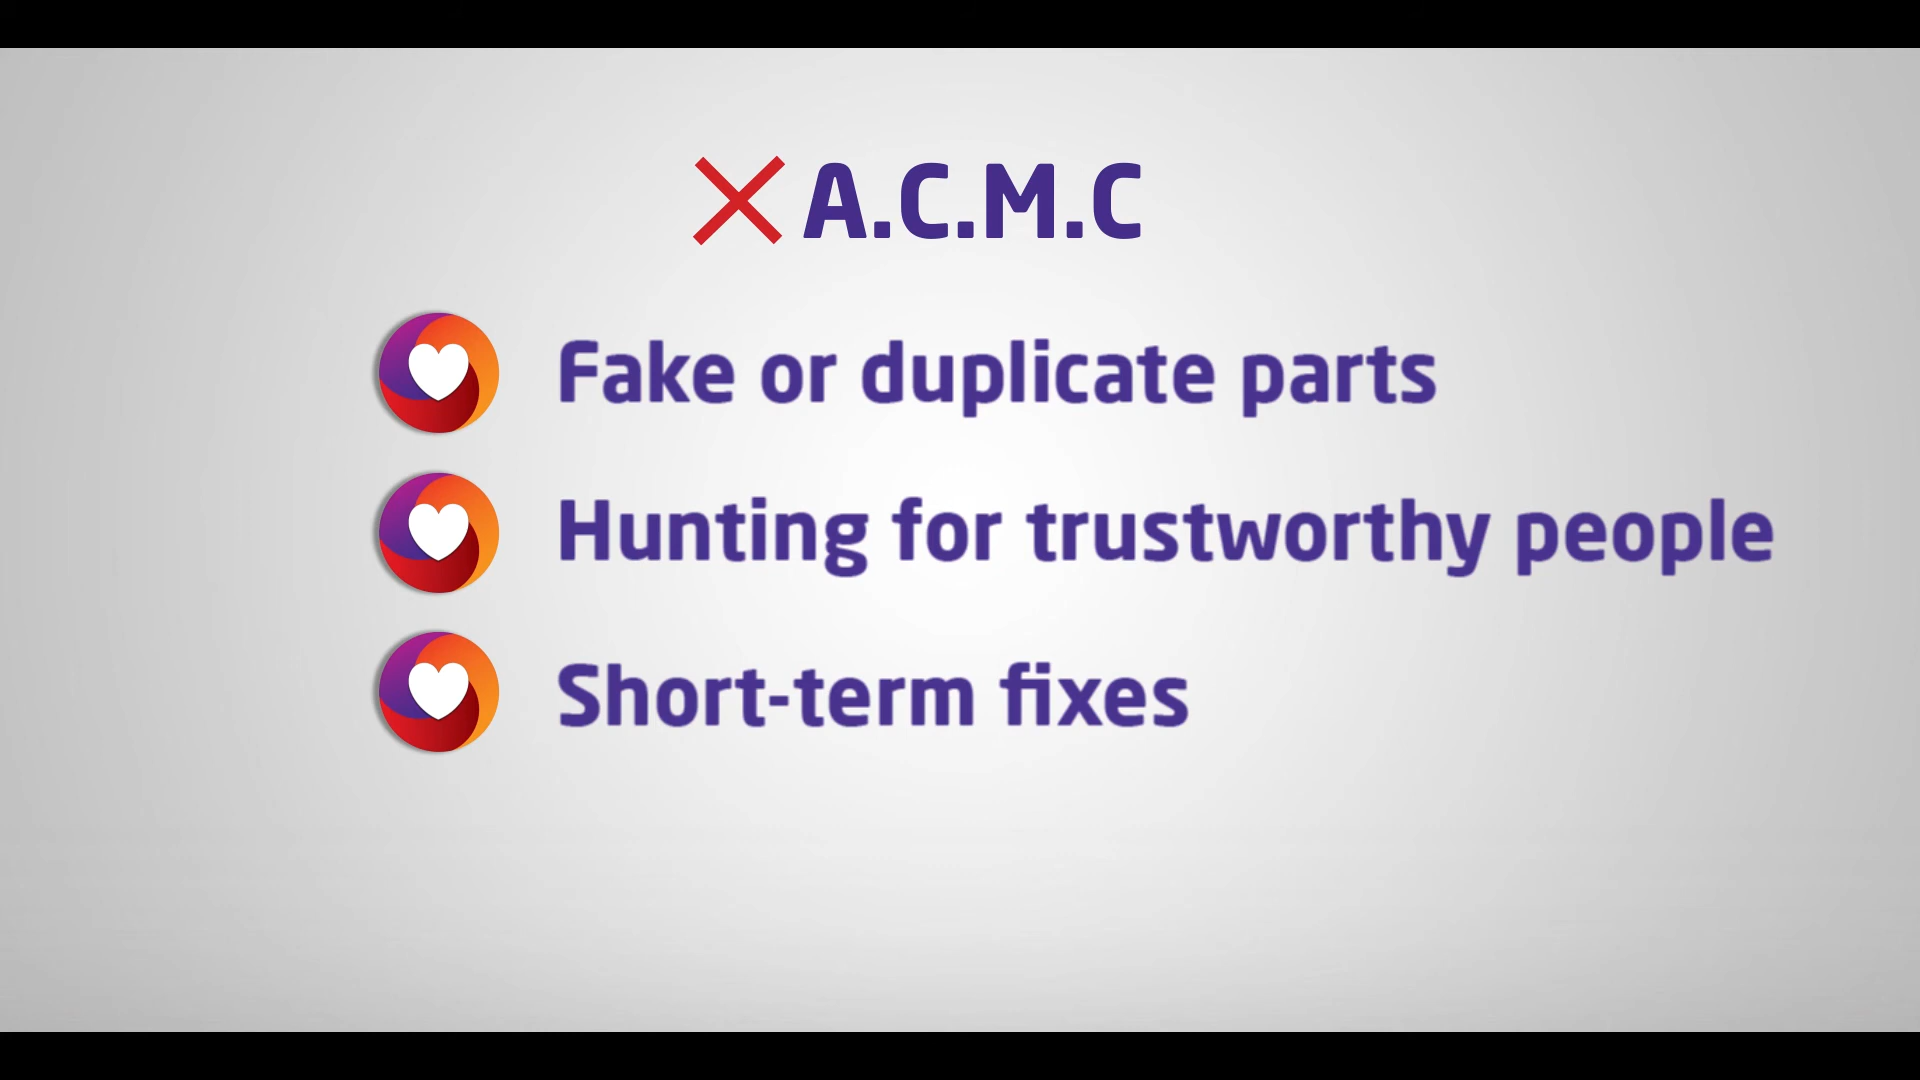 A.C.M.C
Fake or duplicate parts
Hunting for trustworthy people
Short-term fixes